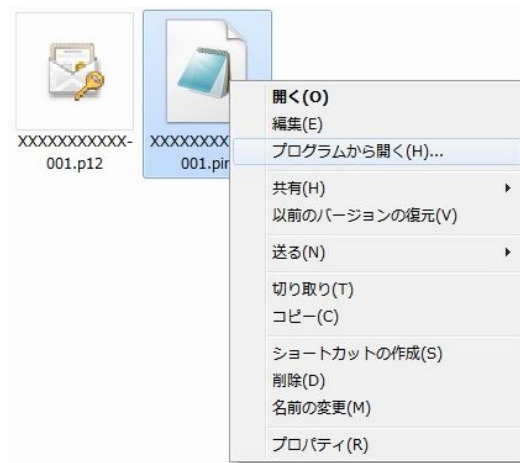 XXXXXXXXXXX-
001.p12
XXXXXXXX
001.pin
開く(O)
編集(E)
プログラムから開く(H)...
共有(H)
以前のバージョンの復元(V)
送る(N)
切り取り(T)
コピー(C)
ショートカットの作成(S)
削除(D)
名前の変更(M)
プロパティ(R)